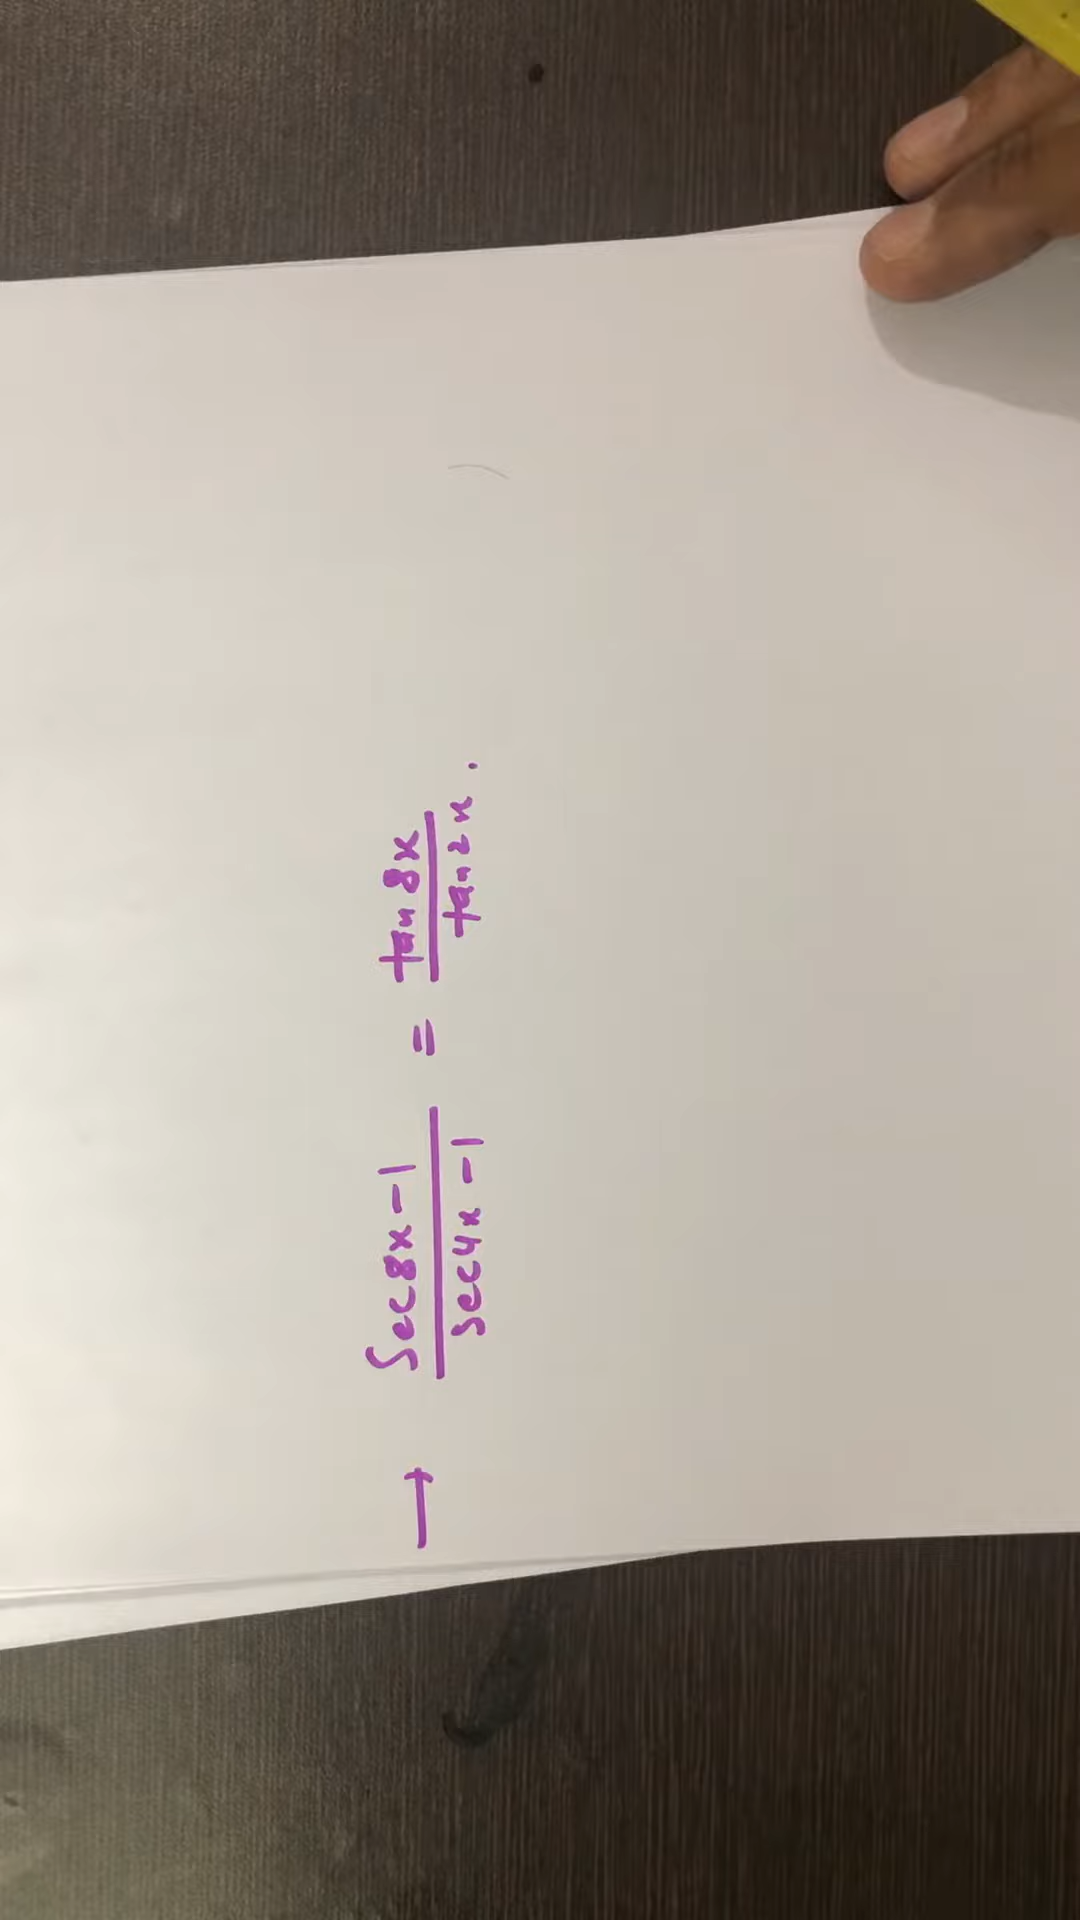 → Sec8x-1 / Sec4x-1 = tan8x / tan2x.